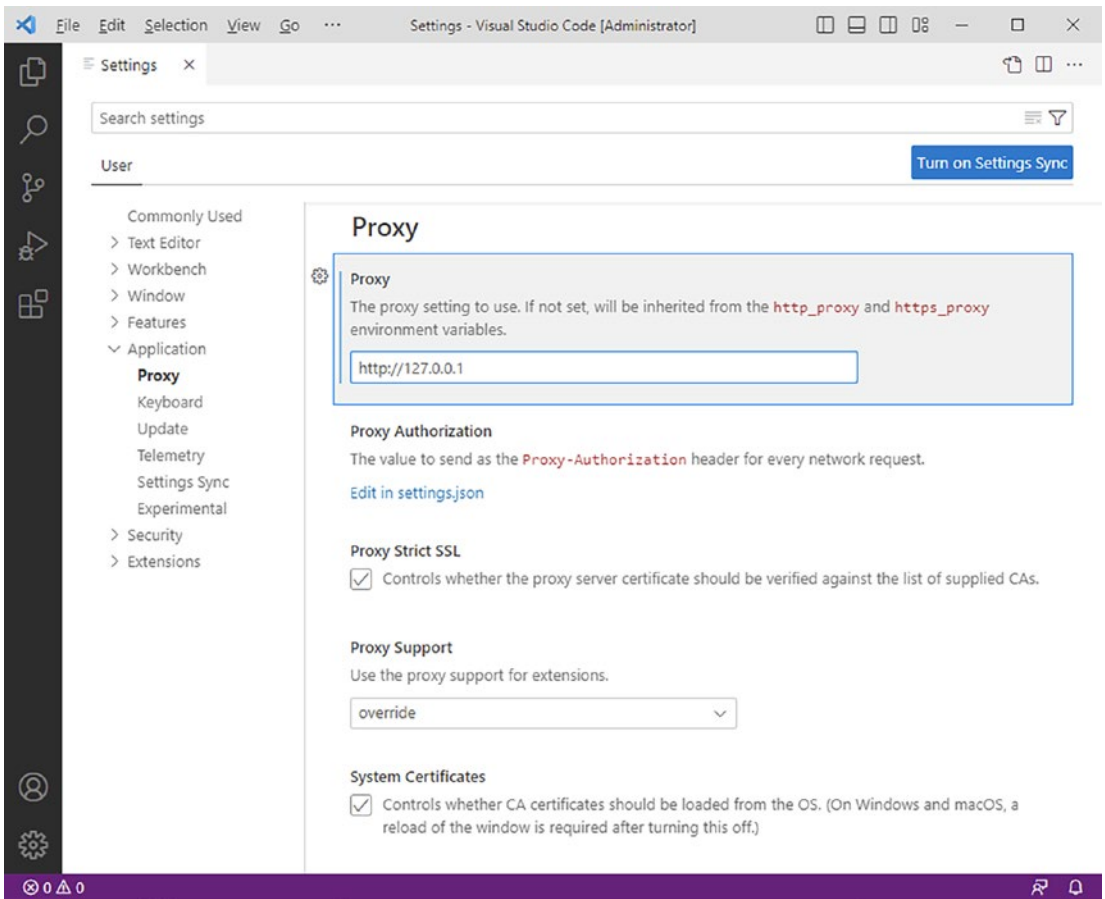 File Edit Selection View Go ··· Settings - Visual Studio Code [Administrator]
Settings
Search settings
User
Turn on Settings Sync
Commonly Used
Text Editor
Workbench
Window
Features
Application
Proxy
Keyboard
Update
Telemetry
Settings Sync
Experimental
Security
Extensions
Proxy
Proxy
The proxy setting to use. If not set, will be inherited from the http_proxy and https_proxy
environment variables.
http://127.0.0.1
Proxy Authorization
The value to send as the Proxy-Authorization header for every network request.
Edit in settings.json
Proxy Strict SSL
Controls whether the proxy server certificate should be verified against the list of supplied CAs.
Proxy Support
Use the proxy support for extensions.
override
System Certificates
Controls whether CA certificates should be loaded from the OS. (On Windows and macOS, a
reload of the window is required after turning this off.)
0 0